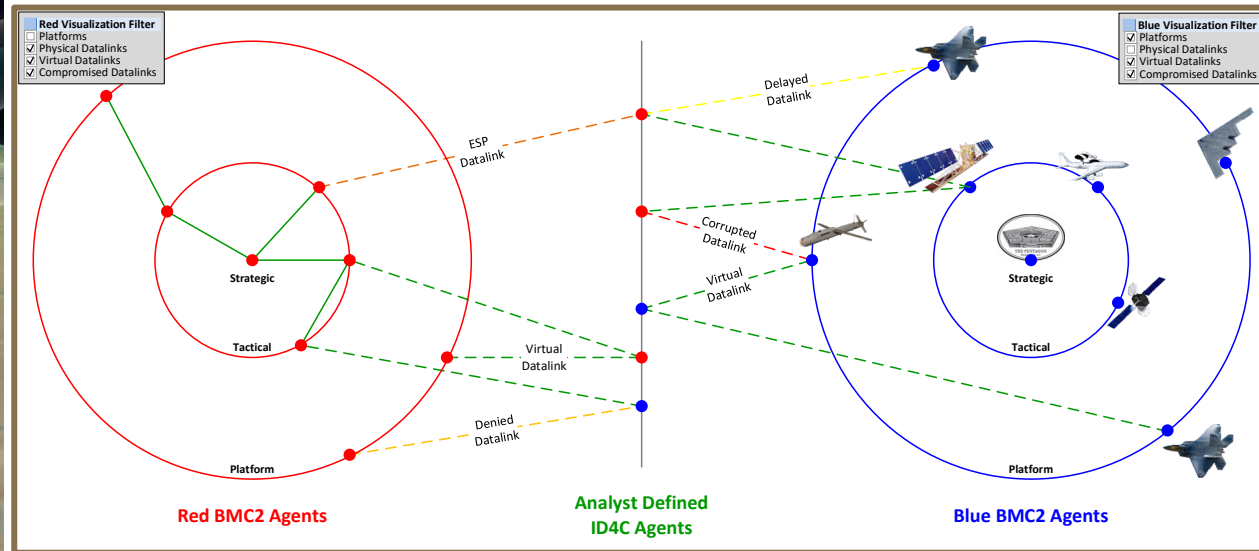 Red Visualization Filter
Platforms
Physical Datalinks
Virtual Datalinks
Compromised Datalinks
Blue Visualization Filter
Platforms
Physical Datalinks
Virtual Datalinks
Compromised Datalinks
Delayed
Datalink
ESP
Datalink
Corrupted
Datalink
Virtual
Datalink
Strategic
Tactical
Platform
Virtual
Datalink
Denied
Datalink
THE PENTAGON
Strategic
Tactical
Platform
Red BMC2 Agents
Analyst Defined
ID4C Agents
Blue BMC2 Agents